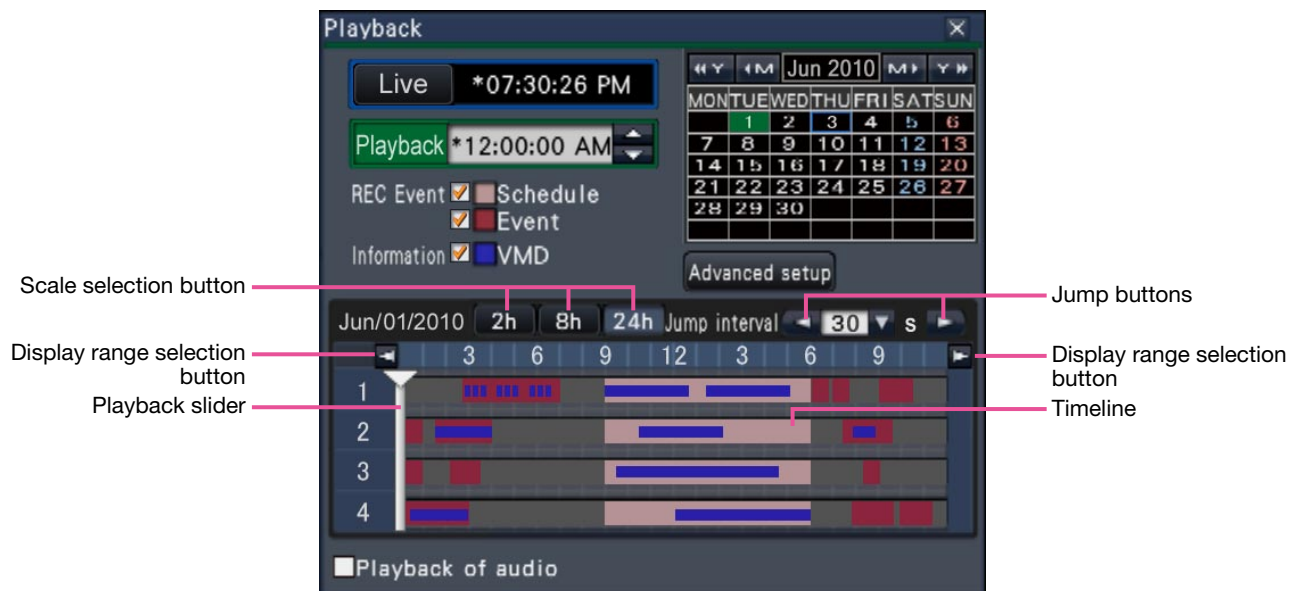 Playback
Live *07:30:26 PM
Playback *12:00:00 AM
REC Event Schedule
Event
Information VMD
Y M Jun 2010 M Y
MON TUE WED THU FRI SAT SUN
1 2 3 4 5 6
7 8 9 10 11 12 13
14 15 16 17 18 19 20
21 22 23 24 25 26 27
28 29 30
Advanced setup
Scale selection button
Jump buttons
Jun/01/2010 2h 8h 24h Jump interval 30 s
Display range selection
button
3 6 9 12 3 6 9
Display range selection
button
1
Playback slider
Timeline
2
3
4
Playback of audio